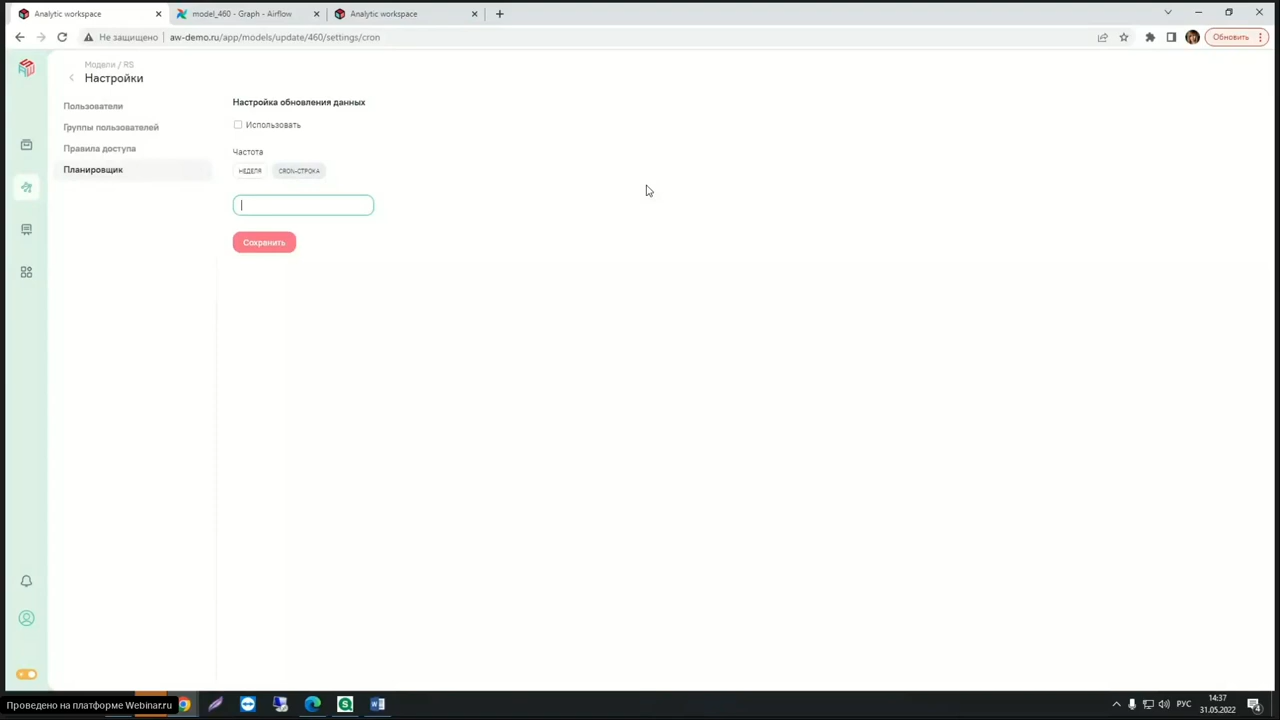 Analytic workspace
model_460 - Graph - Airflow
Analytic workspace
Не защищено
aw-demo.ru/app/models/update/460/settings/cron
Обновить
Модели / RS
Настройки
Пользователи
Группы пользователей
Правила доступа
Планировщик
Настройка обновления данных
Использовать
Частота
НЕДЕЛЯ
CRON-СТРОКА
Сохранить
Проведено на платформе Webinar.ru
РУС
14:37
31.05.2022
4